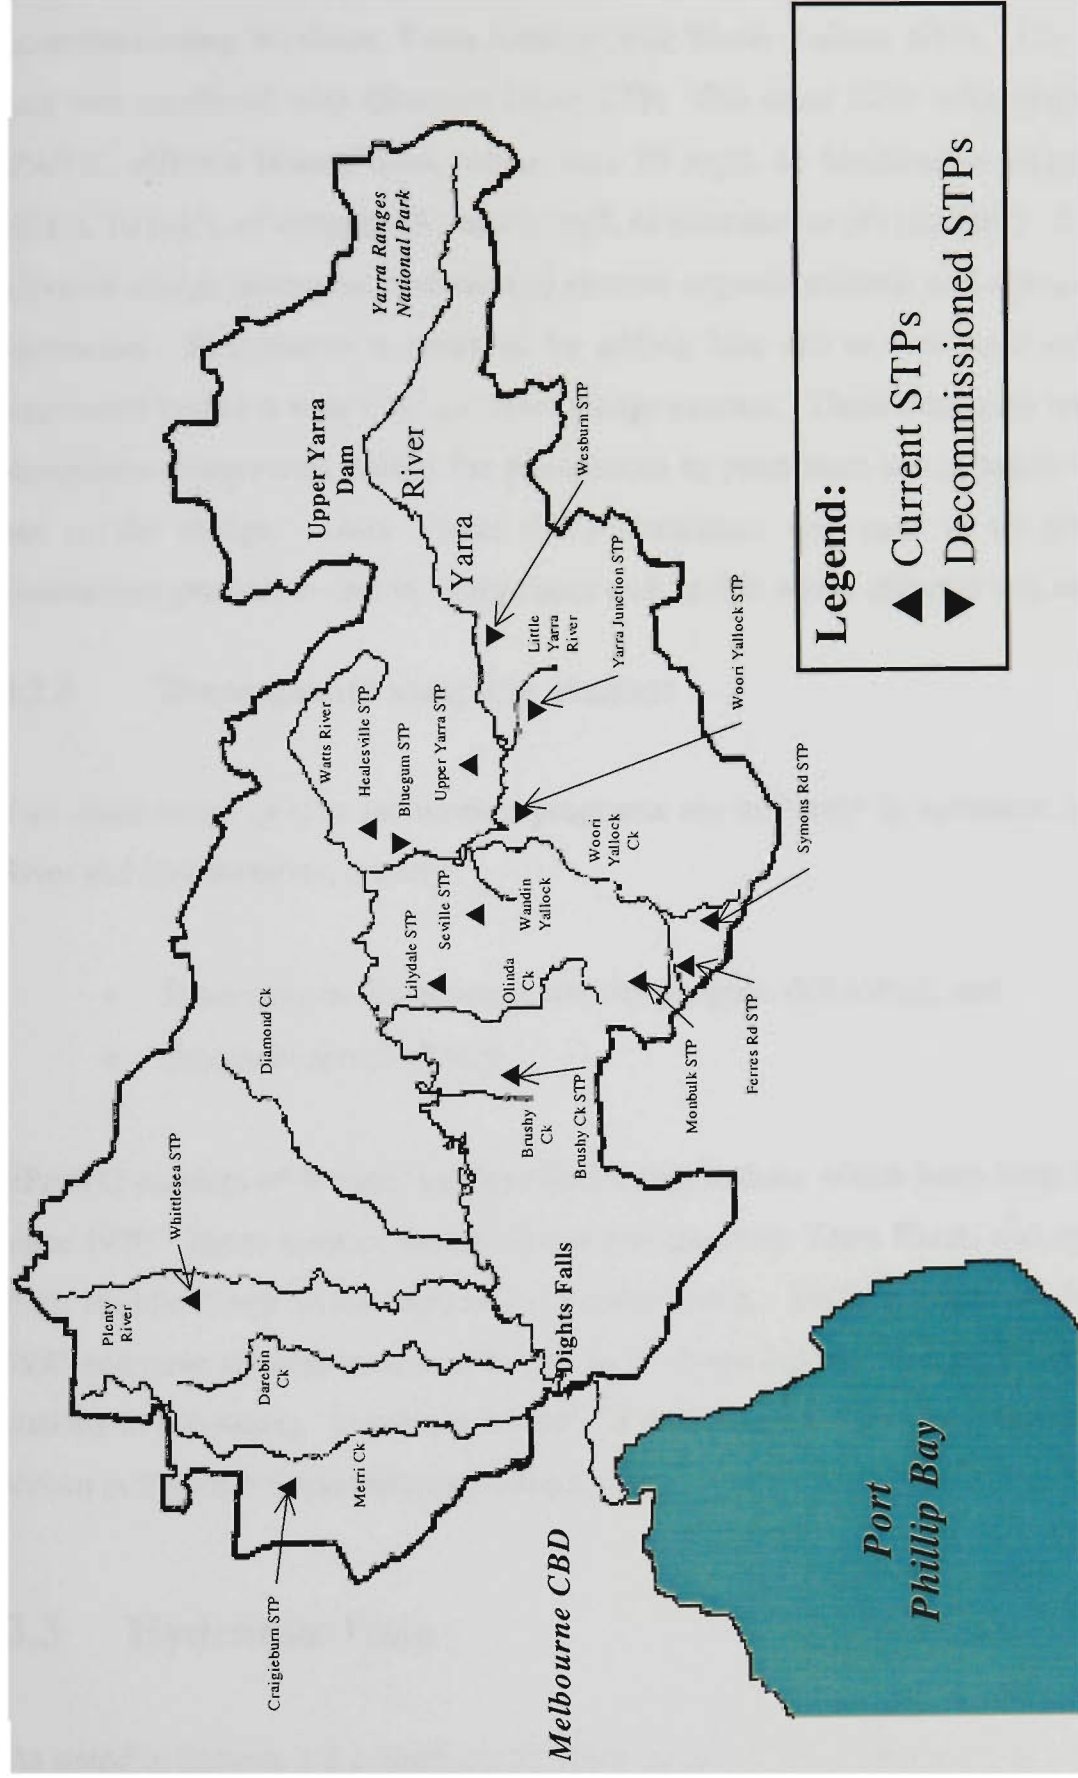 Yarra Ranges
National Park
Upper Yarra
Dam
River
Yarra
Wesburn STP
Little
Yarra
River
Yarra Junction STP
Woori Yallock STP
Watts River
Healesville STP
Bluegum STP
Upper Yarra STP
Woori
Yallock
Ck
Symons Rd STP
Wandin
Yallock
Seville STP
Lilydale STP
Olinda
Ck
Ferres Rd STP
Monbulk STP
Brushy
Ck
Brushy Ck STP
Diamond Ck
Whittlesea STP
Plenty
River
Darebin
Ck
Merri Ck
Craigieburn STP
Dights Falls
Melbourne CBD
Port
Phillip Bay
Legend:
Current STPs
Decommissioned STPs